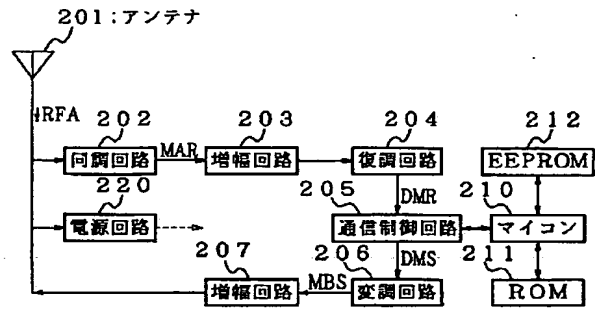 201:アンテナ
RFA
202
203
204
212
同調回路
MAR
増幅回路
復調回路
EEPROM
220
205
DMR
210
電源回路
通信制御回路
マイコン
207
206
DMS
211
増幅回路
MBS
変調回路
ROM